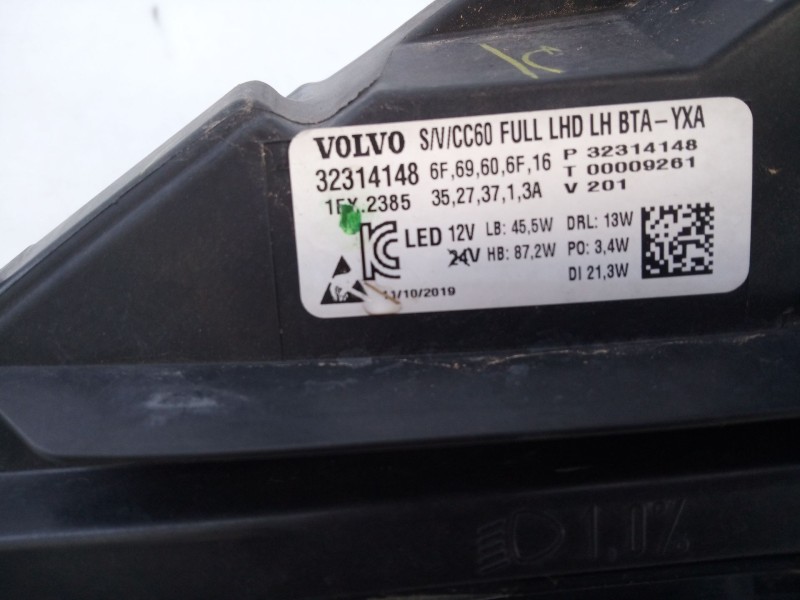 VOLVO S/V/CC60 FULL LHD LH BTA-YXA
32314148 6F,69,60,6F,16 P 32314148
35,27,37,1,3A T 00009261
V 201
LED 12V LB: 45,5W DRL: 13W
24V HB: 87,2W PO: 3,4W
DI 21,3W
/10/2019
1,0%